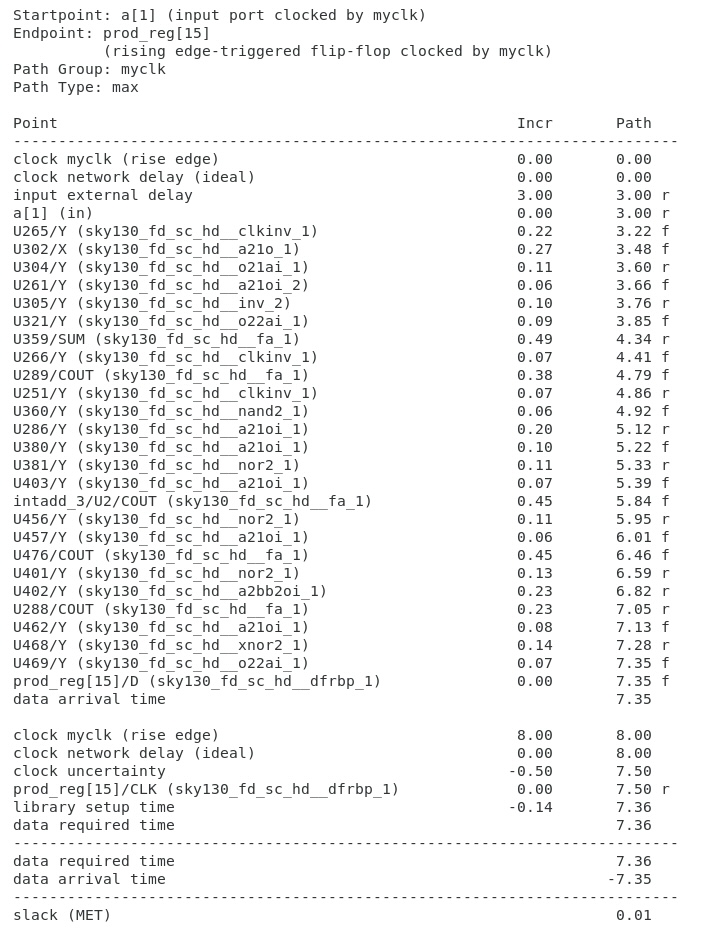 Startpoint: a[1] (input port clocked by myclk)
Endpoint: prod_reg[15]
(rising edge-triggered flip-flop clocked by myclk)
Path Group: myclk
Path Type: max
Point Incr Path
--------------------------------------------------------------------------
clock myclk (rise edge) 0.00 0.00
clock network delay (ideal) 0.00 0.00
input external delay 3.00 3.00 r
a[1] (in) 0.00 3.00 r
U265/Y (sky130_fd_sc_hd__clkinv_1) 0.22 3.22 f
U302/X (sky130_fd_sc_hd__a21o_1) 0.27 3.48 f
U304/Y (sky130_fd_sc_hd__o21ai_1) 0.11 3.60 r
U261/Y (sky130_fd_sc_hd__a21oi_2) 0.06 3.66 f
U305/Y (sky130_fd_sc_hd__inv_2) 0.10 3.76 r
U321/Y (sky130_fd_sc_hd__o22ai_1) 0.09 3.85 f
U359/SUM (sky130_fd_sc_hd__fa_1) 0.49 4.34 r
U266/Y (sky130_fd_sc_hd__clkinv_1) 0.07 4.41 f
U289/COUT (sky130_fd_sc_hd__fa_1) 0.38 4.79 f
U251/Y (sky130_fd_sc_hd__clkinv_1) 0.07 4.86 r
U360/Y (sky130_fd_sc_hd__nand2_1) 0.06 4.92 f
U286/Y (sky130_fd_sc_hd__a21oi_1) 0.20 5.12 r
U380/Y (sky130_fd_sc_hd__a21oi_1) 0.10 5.22 f
U381/Y (sky130_fd_sc_hd__nor2_1) 0.11 5.33 r
U403/Y (sky130_fd_sc_hd__a21oi_1) 0.07 5.39 f
intadd_3/U2/COUT (sky130_fd_sc_hd__fa_1) 0.45 5.84 f
U456/Y (sky130_fd_sc_hd__nor2_1) 0.11 5.95 r
U457/Y (sky130_fd_sc_hd__a21oi_1) 0.06 6.01 f
U476/COUT (sky130_fd_sc_hd__fa_1) 0.45 6.46 f
U401/Y (sky130_fd_sc_hd__nor2_1) 0.13 6.59 r
U402/Y (sky130_fd_sc_hd__a2bb2oi_1) 0.23 6.82 r
U288/COUT (sky130_fd_sc_hd__fa_1) 0.23 7.05 r
U462/Y (sky130_fd_sc_hd__a21oi_1) 0.08 7.13 f
U468/Y (sky130_fd_sc_hd__xnor2_1) 0.14 7.28 r
U469/Y (sky130_fd_sc_hd__o22ai_1) 0.07 7.35 f
prod_reg[15]/D (sky130_fd_sc_hd__dfrbp_1) 0.00 7.35 f
data arrival time 7.35
clock myclk (rise edge) 8.00 8.00
clock network delay (ideal) 0.00 8.00
clock uncertainty -0.50 7.50
prod_reg[15]/CLK (sky130_fd_sc_hd__dfrbp_1) 0.00 7.50 r
library setup time -0.14 7.36
data required time 7.36
--------------------------------------------------------------------------
data required time 7.36
data arrival time -7.35
--------------------------------------------------------------------------
slack (MET) 0.01